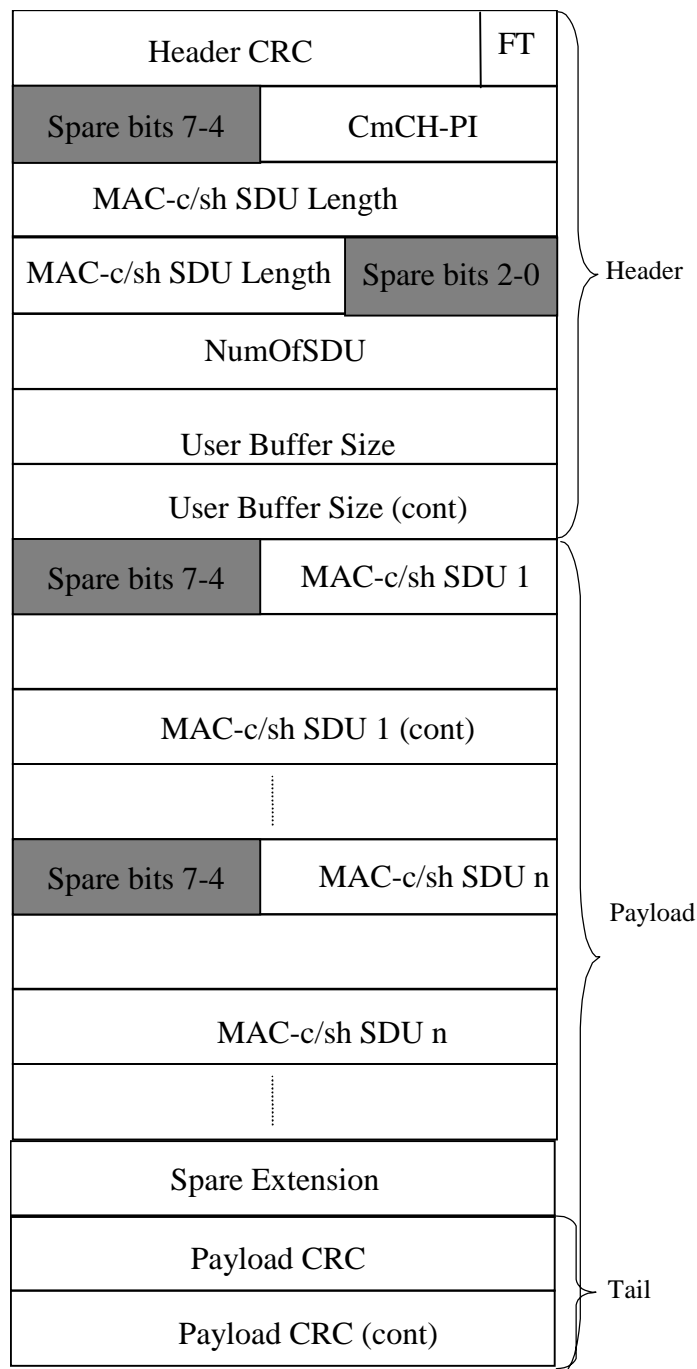 Header CRC FT
Spare bits 7-4 CmCH-PI
MAC-c/sh SDU Length
MAC-c/sh SDU Length Spare bits 2-0
Header
NumOfSDU
User Buffer Size
User Buffer Size (cont)
Spare bits 7-4 MAC-c/sh SDU 1
MAC-c/sh SDU 1 (cont)
Spare bits 7-4 MAC-c/sh SDU n
Payload
MAC-c/sh SDU n
Spare Extension
Payload CRC
Tail
Payload CRC (cont)